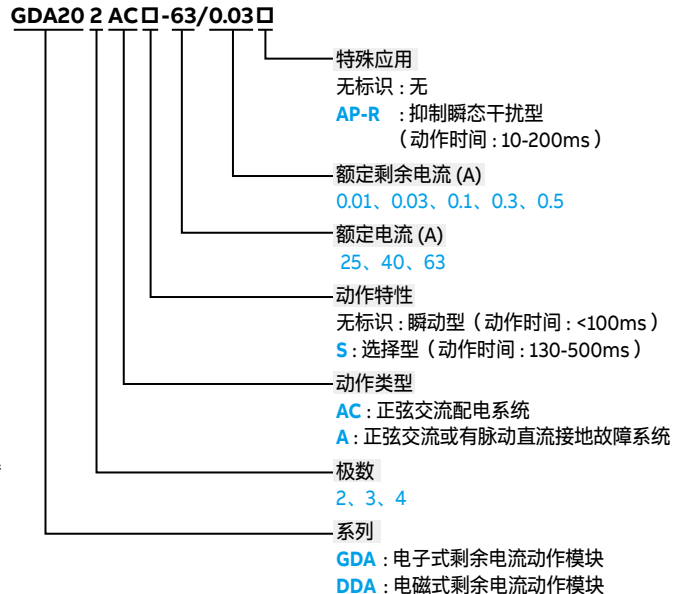 GDA20 2 AC□-63/0.03□
特殊应用
无标识：无
AP-R ：抑制瞬态干扰型
（动作时间：10-200ms）
额定剩余电流 (A)
0.01、0.03、0.1、0.3、0.5
额定电流 (A)
25、40、63
动作特性
无标识：瞬动型（动作时间：<100ms）
S：选择型（动作时间：130-500ms）
动作类型
AC：正弦交流配电系统
A：正弦交流或有脉动直流接地故障系统
极数
2、3、4
系列
GDA：电子式剩余电流动作模块
DDA：电磁式剩余电流动作模块